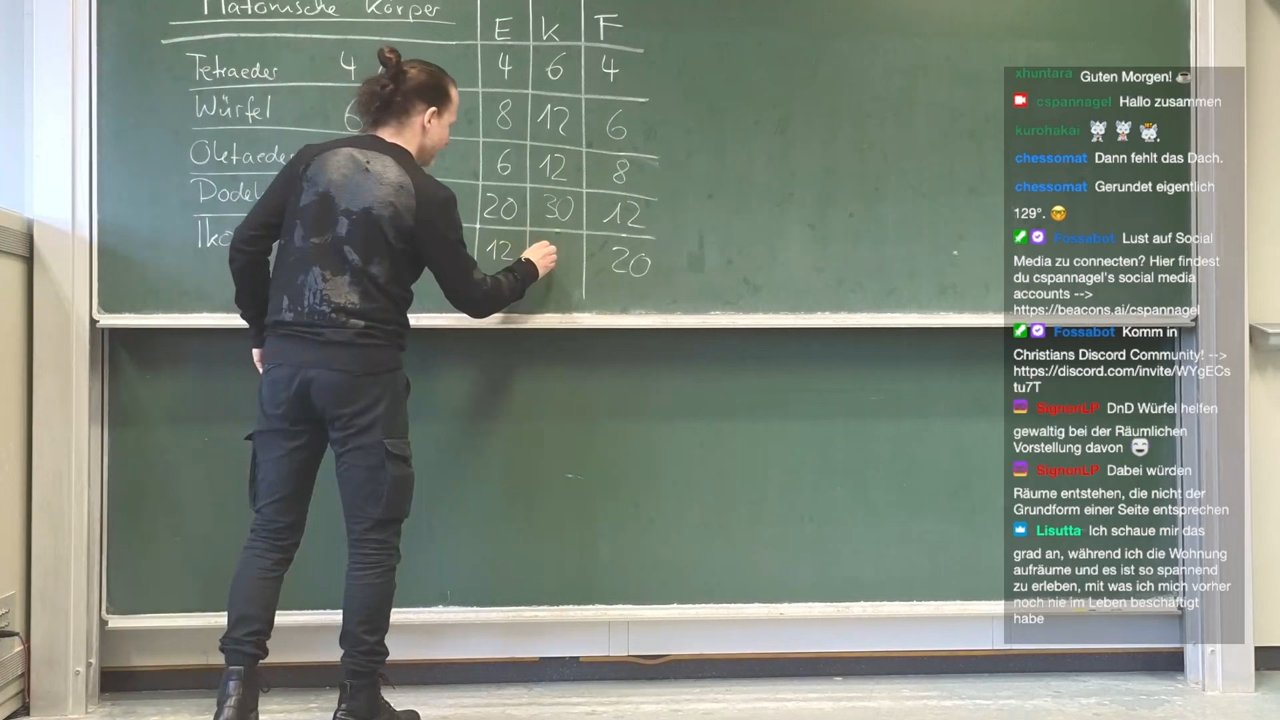 Platonische Körper
E K F
Tetraeder 4 4 6 4
Würfel 6 8 12 6
Oktaeder 6 12 8
Dodek 20 30 12
Iko 12 20
xhuntara Guten Morgen! ☕
cspannagel Hallo zusammen
kurohakai
chessomat Dann fehlt das Dach.
chessomat Gerundet eigentlich
129°. 🤓
Fossabot Lust auf Social
Media zu connecten? Hier findest
du cspannagel's social media
accounts -->
https://beacons.ai/cspannagel
Fossabot Komm in
Christians Discord Community! -->
https://discord.com/invite/WYgECs
tu7T
SignonLP DnD Würfel helfen
gewaltig bei der Räumlichen
Vorstellung davon
SignonLP Dabei würden
Räume entstehen, die nicht der
Grundform einer Seite entsprechen
Lisutta Ich schaue mir das
grad an, während ich die Wohnung
aufräume und es ist so spannend
zu erleben, mit was ich mich vorher
noch nie im Leben beschäftigt
habe